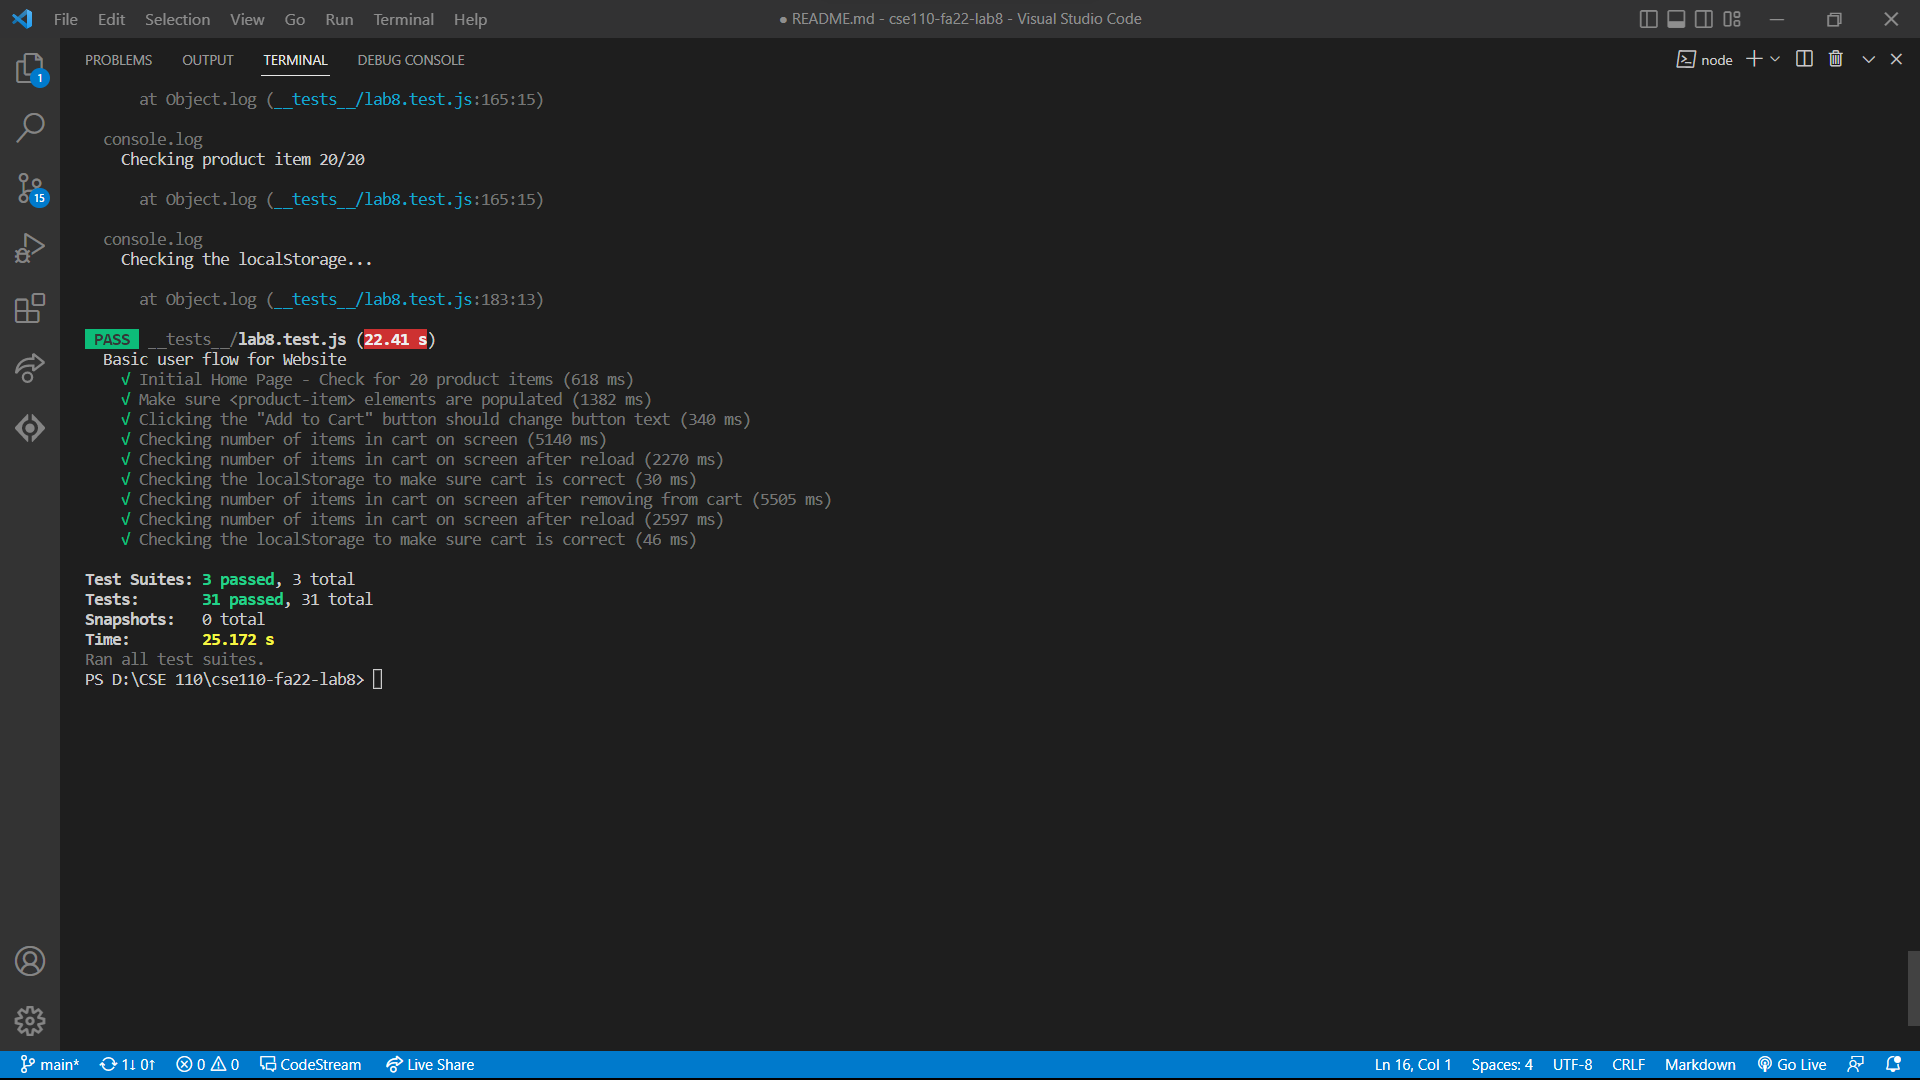 File Edit Selection View Go Run Terminal Help
● README.md - cse110-fa22-lab8 - Visual Studio Code
PROBLEMS OUTPUT TERMINAL DEBUG CONSOLE
node
1
15
at Object.log (__tests__/lab8.test.js:165:15)
console.log
Checking product item 20/20
at Object.log (__tests__/lab8.test.js:165:15)
console.log
Checking the localStorage...
at Object.log (__tests__/lab8.test.js:183:13)
PASS __tests__/lab8.test.js (22.41 s)
Basic user flow for Website
√ Initial Home Page - Check for 20 product items (618 ms)
√ Make sure <product-item> elements are populated (1382 ms)
√ Clicking the "Add to Cart" button should change button text (340 ms)
√ Checking number of items in cart on screen (5140 ms)
√ Checking number of items in cart on screen after reload (2270 ms)
√ Checking the localStorage to make sure cart is correct (30 ms)
√ Checking number of items in cart on screen after removing from cart (5505 ms)
√ Checking number of items in cart on screen after reload (2597 ms)
√ Checking the localStorage to make sure cart is correct (46 ms)
Test Suites: 3 passed, 3 total
Tests: 31 passed, 31 total
Snapshots: 0 total
Time: 25.172 s
Ran all test suites.
PS D:\CSE 110\cse110-fa22-lab8>
main* 1↓ 0↑ 0 0 CodeStream Live Share
Ln 16, Col 1 Spaces: 4 UTF-8 CRLF Markdown Go Live